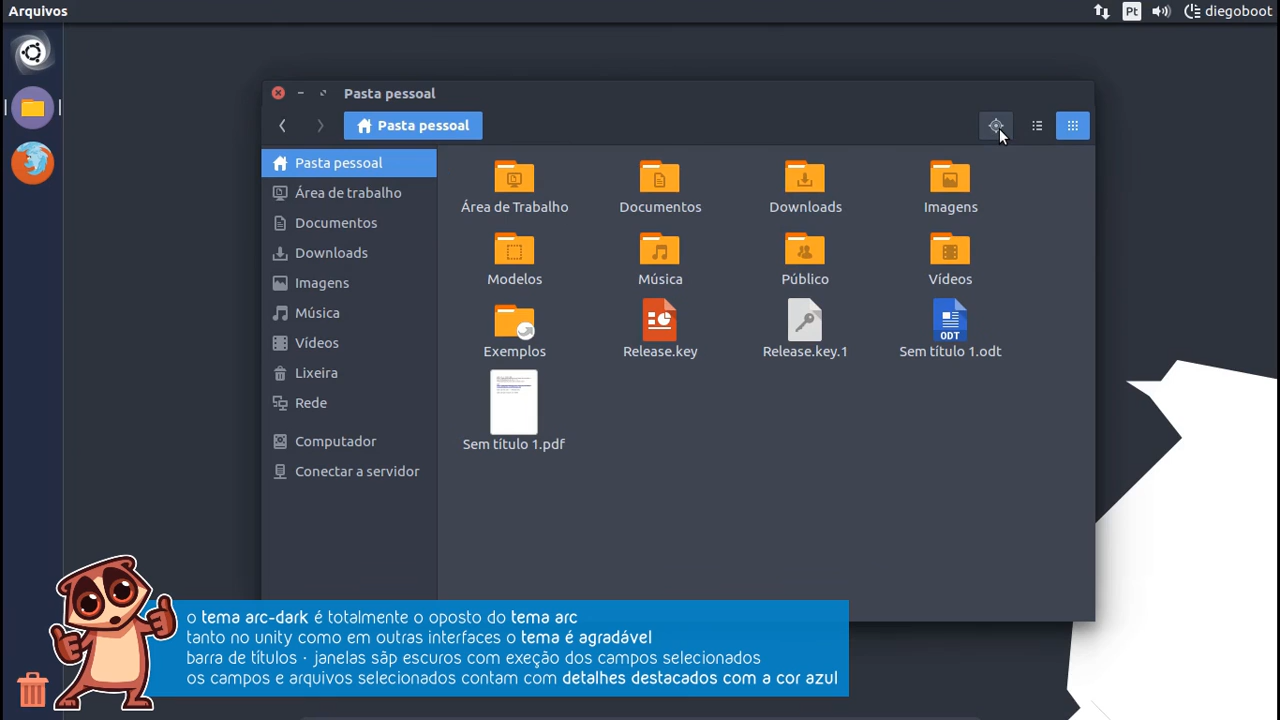 Arquivos
Pt
diegoboot
Pasta pessoal
Pasta pessoal
Pasta pessoal
Área de trabalho
Documentos
Downloads
Imagens
Música
Vídeos
Lixeira
Rede
Computador
Conectar a servidor
Área de Trabalho
Documentos
Downloads
Imagens
Modelos
Música
Público
Vídeos
Exemplos
Release.key
Release.key.1
ODT
Sem título 1.odt
Sem título 1.pdf
o tema arc-dark é totalmente o oposto do tema arc
tanto no unity como em outras interfaces o tema é agradável
barra de títulos - janelas sãp escuros com exeção dos campos selecionados
os campos e arquivos selecionados contam com detalhes destacados com a cor azul